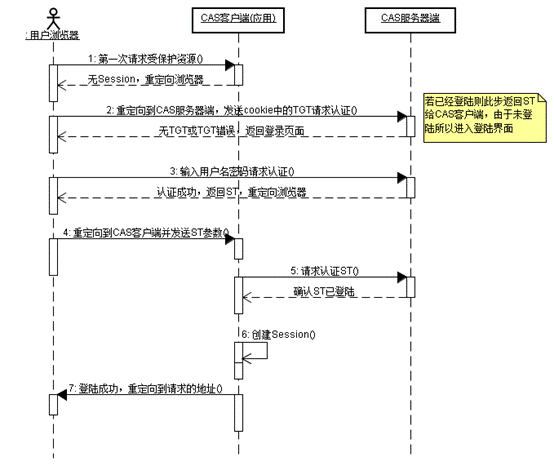 CAS客户端(应用)
CAS服务器端
: 用户浏览器
1: 第一次请求受保护资源()
无Session，重定向浏览器
若已经登陆则此步返回ST
给CAS客户端，由于未登
陆所以进入登陆界面
2: 重定向到CAS服务器端，发送cookie中的TGT请求认证()
无TGT或TGT错误，返回登录页面
3: 输入用户名密码请求认证()
认证成功，返回ST，重定向浏览器
4: 重定向到CAS客户端并发送ST参数()
5: 请求认证ST()
确认ST已登陆
6: 创建Session()
7: 登陆成功，重定向到请求的地址()